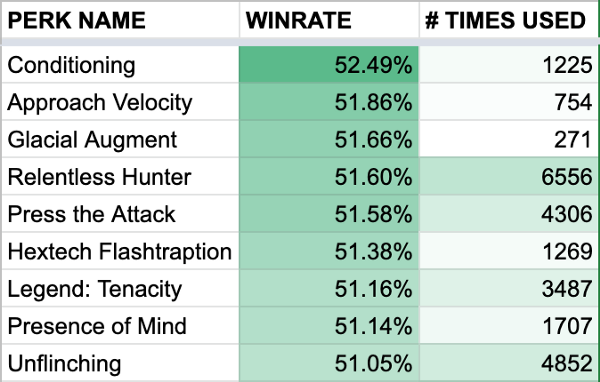 PERK NAME WINRATE # TIMES USED
Conditioning 52.49% 1225
Approach Velocity 51.86% 754
Glacial Augment 51.66% 271
Relentless Hunter 51.60% 6556
Press the Attack 51.58% 4306
Hextech Flashtraption 51.38% 1269
Legend: Tenacity 51.16% 3487
Presence of Mind 51.14% 1707
Unflinching 51.05% 4852